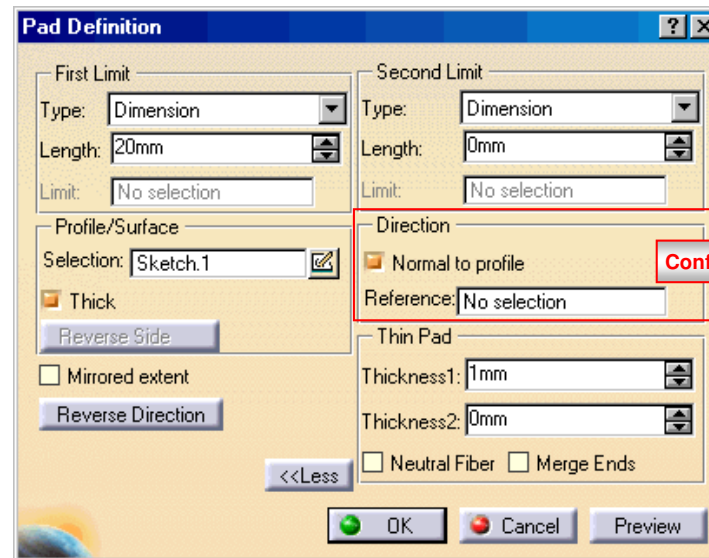 Pad Definition
First Limit
Type: Dimension
Length: 20mm
Limit: No selection
Second Limit
Type: Dimension
Length: 0mm
Limit: No selection
Profile/Surface
Selection: Sketch.1
Thick
Reverse Side
Mirrored extent
Reverse Direction
<<Less
Direction
Normal to profile
Reference: No selection
Thin Pad
Thickness1: 1mm
Thickness2: 0mm
Neutral Fiber Merge Ends
OK Cancel Preview